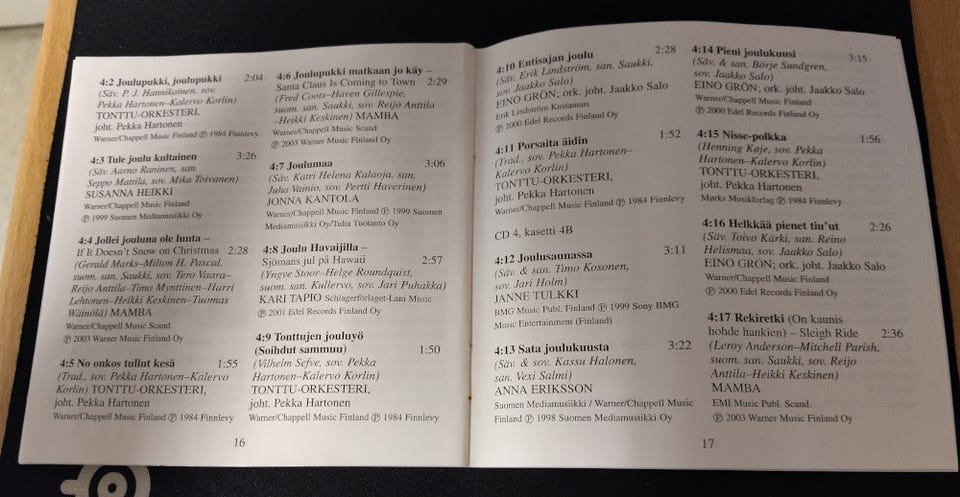 4:2 Joulupukki, joulupukki 2:04
(Säv. P. J. Hannikainen, sov.
Pekka Hartonen–Kalervo Korlin)
TONTTU-ORKESTERI,
joht. Pekka Hartonen
Warner/Chappell Music Finland Ⓟ 1984 Finnlevy
4:3 Tule joulu kultainen 3:26
(Säv. Aarno Raninen, san.
Seppo Mattila, sov. Mika Toivanen)
SUSANNA HEIKKI
Warner/Chappell Music Finland
Ⓟ 1999 Suomen Mediamusiikki Oy
4:4 Jollei jouluna ole lunta –
If It Doesn't Snow on Christmas 2:28
(Gerald Marks–Milton H. Pascal,
suom. san. Saukki, sov. Tero Vaara–
Reijo Anttila–Timo Mynttinen–Harri
Lehtonen–Heikki Keskinen–Tuomas
Wäinölä) MAMBA
Warner/Chappell Music Scand.
Ⓟ 2003 Warner Music Finland Oy
4:5 No onkos tullut kesä 1:55
(Trad., sov. Pekka Hartonen–Kalervo
Korlin) TONTTU-ORKESTERI,
joht. Pekka Hartonen
Warner/Chappell Music Finland Ⓟ 1984 Finnlevy
4:6 Joulupukki matkaan jo käy –
Santa Claus Is Coming to Town 2:29
(Fred Coots–Haven Gillespie,
suom. san. Saukki, sov. Reijo Anttila
–Heikki Keskinen) MAMBA
Warner/Chappell Music Scand.
Ⓟ 2003 Warner Music Finland Oy
4:7 Joulumaa 3:06
(Säv. Katri Helena Kalaoja, san.
Juha Vainio, sov. Pertti Haverinen)
JONNA KANTOLA
Warner/Chappell Music Finland Ⓟ 1999 Suomen
Mediamusiikki Oy/Tulta Tuotanto Oy
4:8 Joulu Havaijilla –
Sjömans jul på Hawaii 2:57
(Yngve Stoor–Helge Roundquist,
suom. san. Kullervo, sov. Jari Puhakka)
KARI TAPIO Schlagerförlaget-Lani Music
Ⓟ 2001 Edel Records Finland Oy
4:9 Tonttujen jouluyö
(Soihdut sammuu) 1:50
(Vilhelm Sefve, sov. Pekka
Hartonen–Kalervo Korlin)
TONTTU-ORKESTERI,
joht. Pekka Hartonen
Warner/Chappell Music Finland Ⓟ 1984 Finnlevy
16
4:10 Entisajan joulu 2:28
(Säv. Erik Lindström, san. Saukki,
sov. Jaakko Salo)
EINO GRÖN; ork. joht. Jaakko Salo
Erik Lindström Kustannus
Ⓟ 2000 Edel Records Finland Oy
4:11 Porsaita äidin 1:52
(Trad., sov. Pekka Hartonen–
Kalervo Korlin)
TONTTU-ORKESTERI,
joht. Pekka Hartonen
Warner/Chappell Music Finland Ⓟ 1984 Finnlevy
CD 4, kasetti 4B
4:12 Joulusaunassa 3:11
(Säv. & san. Timo Kosonen,
sov. Jari Holm)
JANNE TULKKI
BMG Music Publ. Finland Ⓟ 1999 Sony BMG
Music Entertainment (Finland)
4:13 Sata joulukuusta 3:22
(Säv. & sov. Kassu Halonen,
san. Vexi Salmi)
ANNA ERIKSSON
Suomen Mediamusiikki / Warner/Chappell Music
Finland Ⓟ 1998 Suomen Mediamusiikki Oy
4:14 Pieni joulukuusi 3:15
(Säv. & san. Börje Sundgren,
sov. Jaakko Salo)
EINO GRÖN; ork. joht. Jaakko Salo
Warner/Chappell Music Finland
Ⓟ 2000 Edel Records Finland Oy
4:15 Nisse-polkka 1:56
(Henning Køje, sov. Pekka
Hartonen–Kalervo Korlin)
TONTTU-ORKESTERI,
joht. Pekka Hartonen
Mørks Musikforlag Ⓟ 1984 Finnlevy
4:16 Helkkää pienet tiu'ut 2:26
(Säv. Toivo Kärki, san. Reino
Helismaa, sov. Jaakko Salo)
EINO GRÖN; ork. joht. Jaakko Salo
Warner/Chappell Music Finland
Ⓟ 2000 Edel Records Finland Oy
4:17 Rekiretki (On kaunis
hohde hankien) – Sleigh Ride 2:36
(Leroy Anderson–Mitchell Parish,
suom. san. Saukki, sov. Reijo
Anttila–Heikki Keskinen)
MAMBA
EMI Music Publ. Scand.
Ⓟ 2003 Warner Music Finland Oy
17